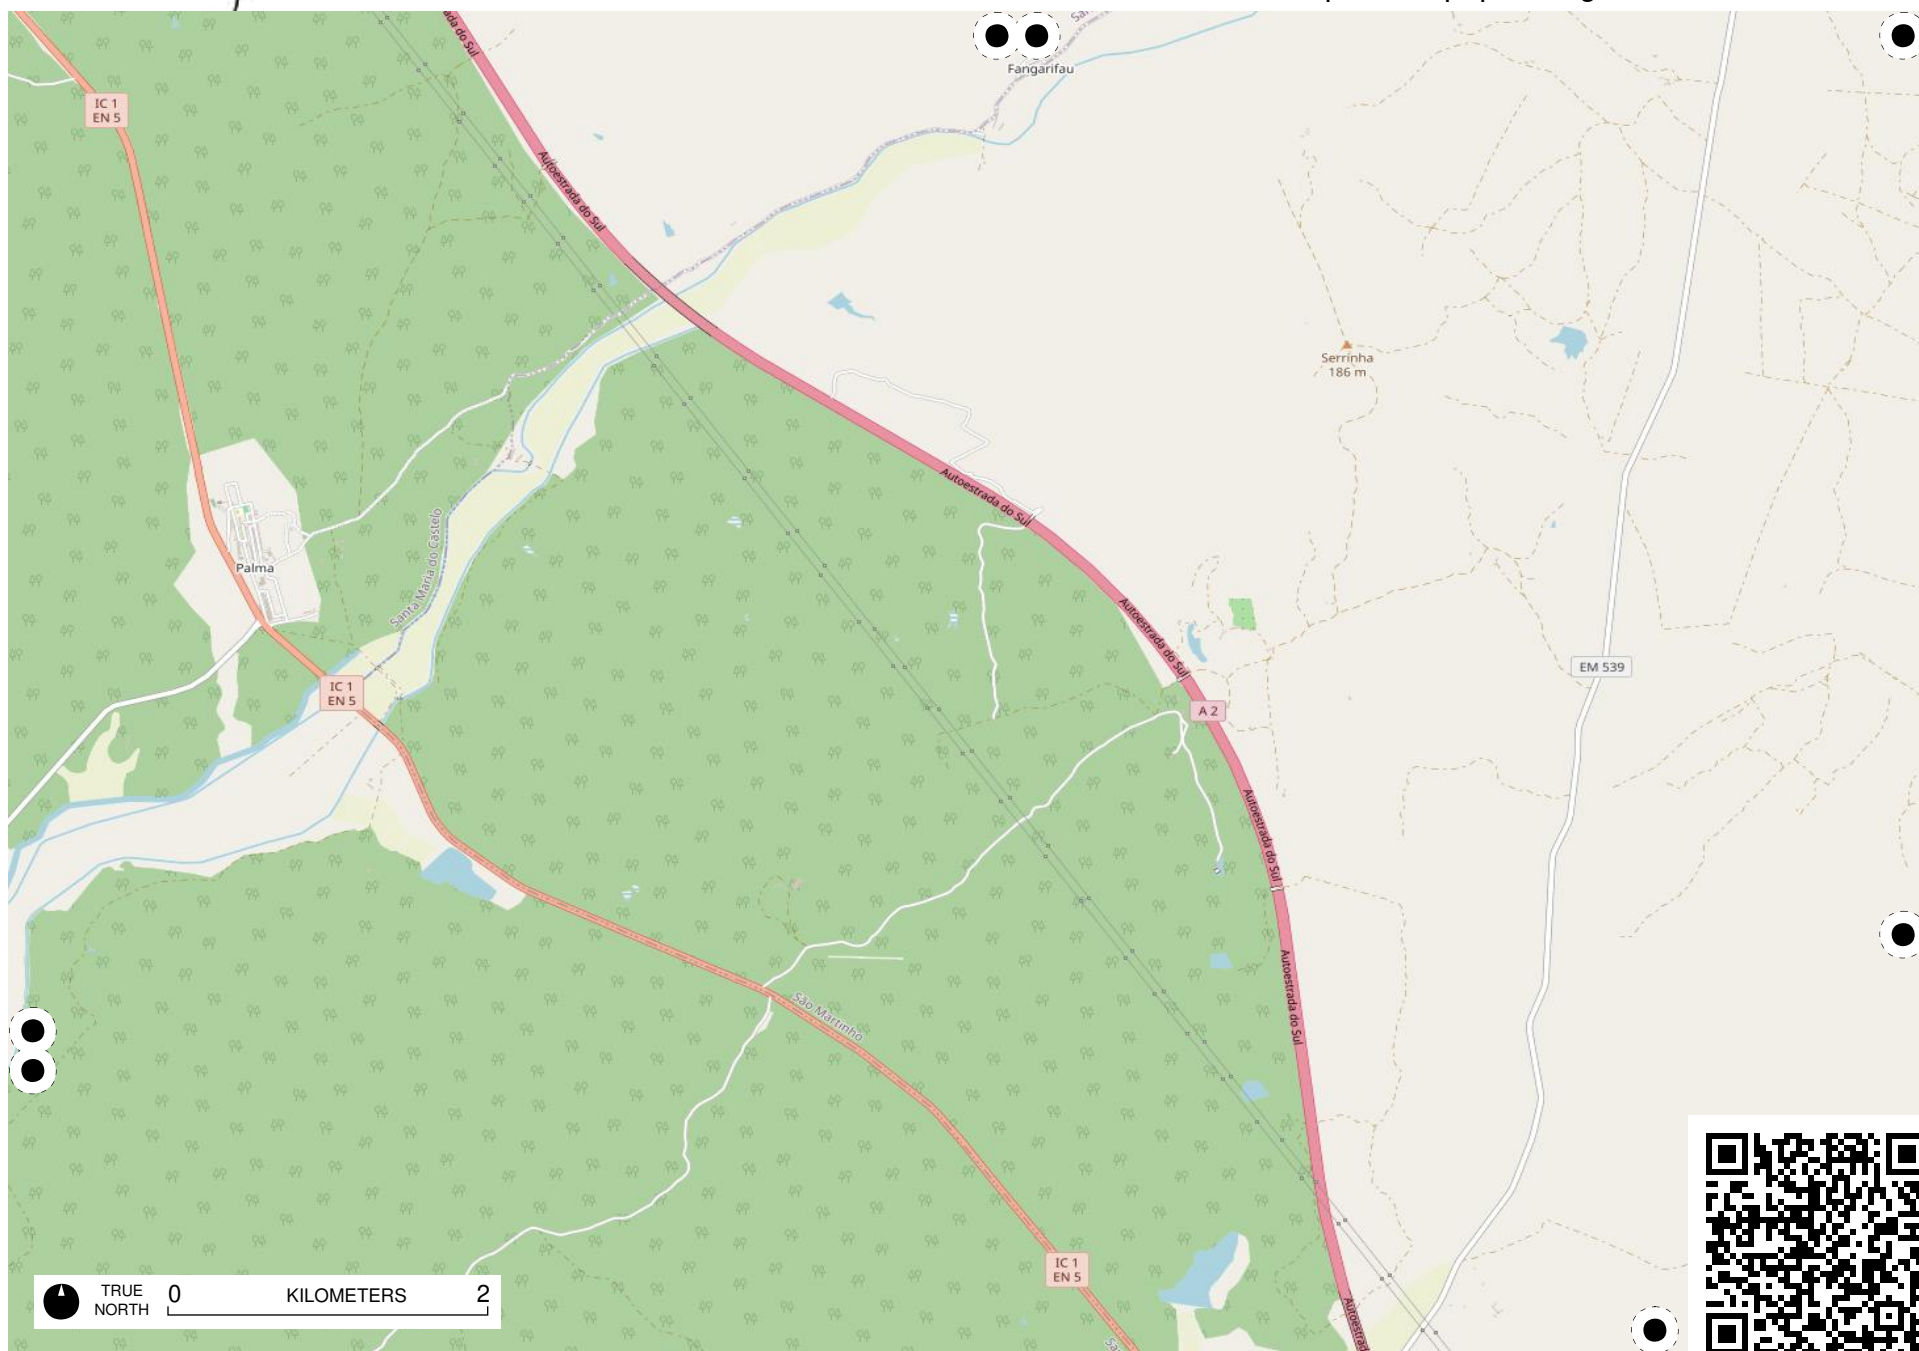 Fangarifau
IC 1
EN 5
Autoestrada do Sul
Serrinha
186 m
Autoestrada do Sul
Palma
Santa Maria do Castelo
Autoestrada do Sul
EM 539
IC 1
EN 5
A 2
Autoestrada do Sul
Autoestrada do Sul
São Martinho
IC 1
EN 5
TRUE
NORTH
0 KILOMETERS 2